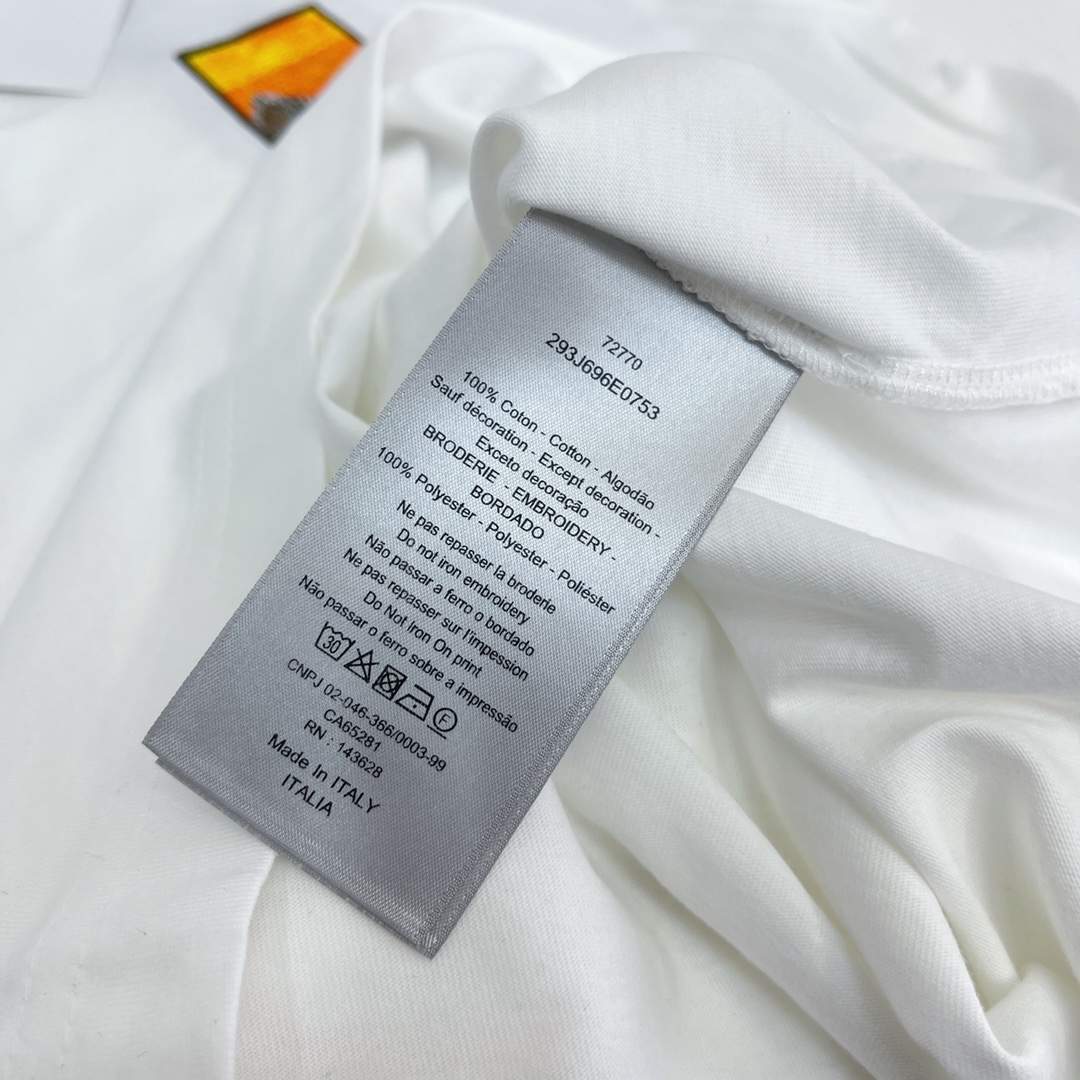 72770
293J696E0753
100% Coton - Cotton - Algodão
Sauf décoration - Except decoration -
Exceto decoração
BRODERIE - EMBROIDERY -
BORDADO
100% Polyester - Polyester - Poliéster
Ne pas repasser la broderie
Do not iron embroidery
Não passar a ferro o bordado
Ne pas repasser sur l'impession
Do Not Iron On print
Não passar o ferro sobre a impressão
30 F
CNPJ 02-046-366/0003-99
CA65281
RN : 143628
Made In ITALY
ITALIA